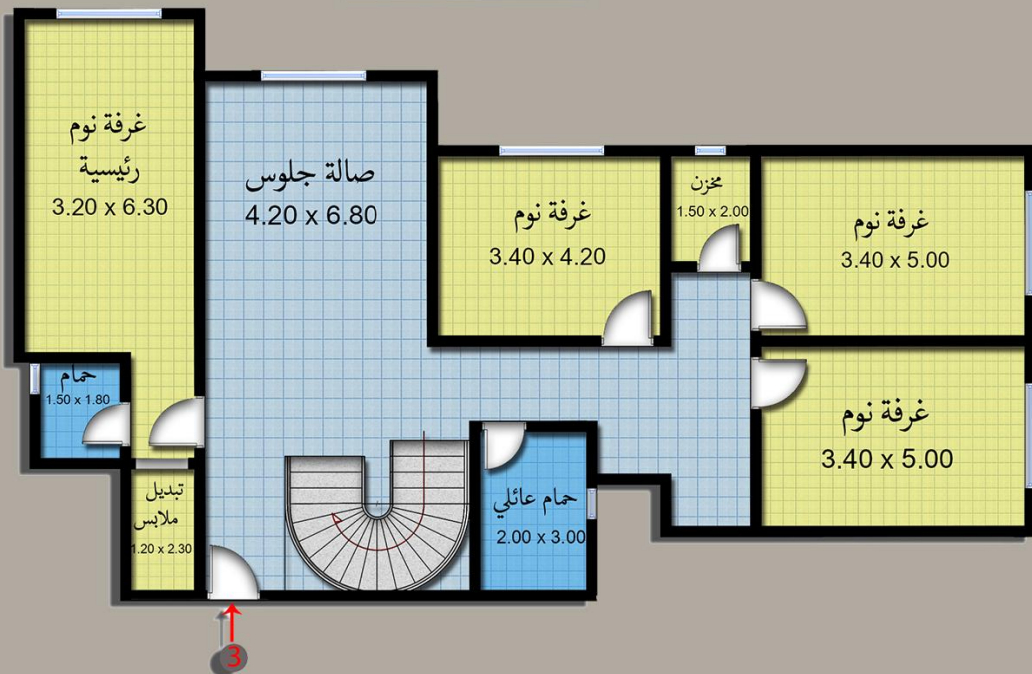 غرفة نوم
رئيسية
3.20 x 6.30
صالة جلوس
4.20 x 6.80
غرفة نوم
3.40 x 4.20
مخزن
1.50 x 2.00
غرفة نوم
3.40 x 5.00
حمام
1.50 x 1.80
غرفة نوم
3.40 x 5.00
تبديل
ملابس
1.20 x 2.30
حمام عائلي
2.00 x 3.00
3